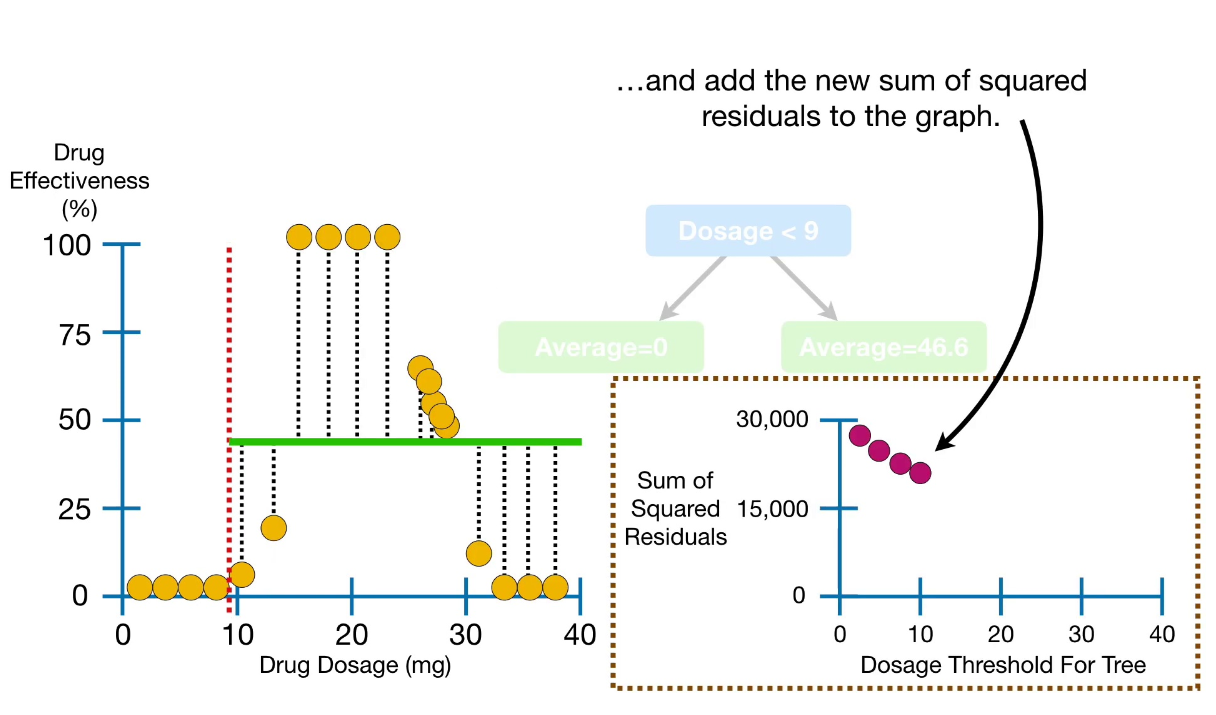 …and add the new sum of squared
residuals to the graph.
Drug
Effectiveness
(%)
100
75
50
25
0
0 10 20 30 40
Drug Dosage (mg)
Dosage < 9
Average=0
Average=46.6
Sum of
Squared
Residuals
30,000
15,000
0
0 10 20 30 40
Dosage Threshold For Tree